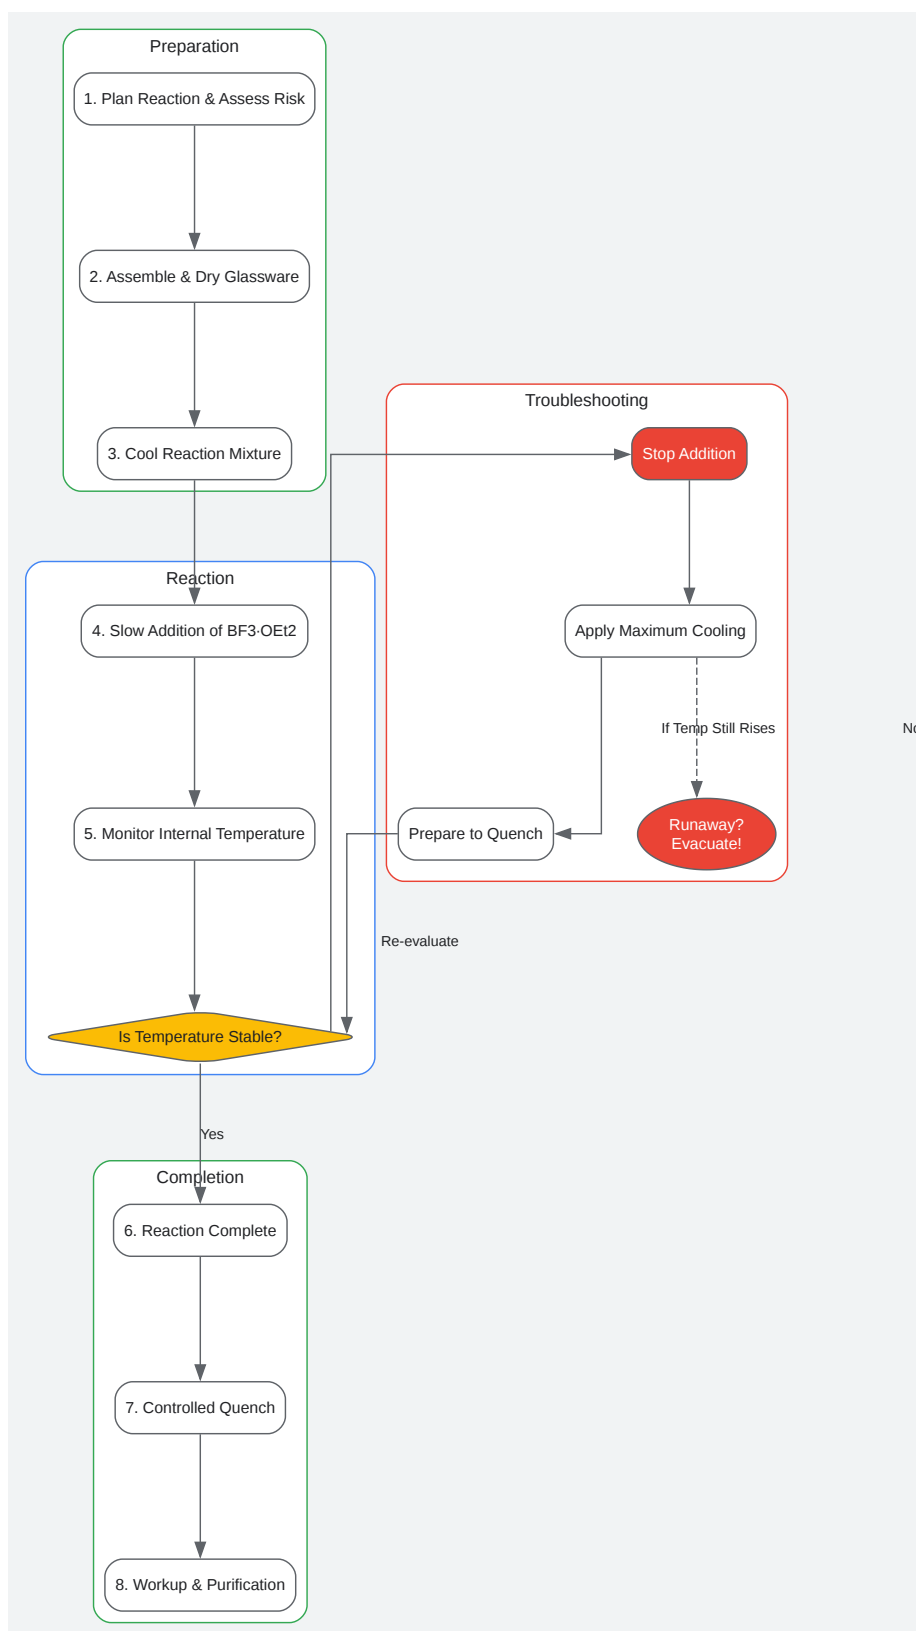 Preparation
1. Plan Reaction & Assess Risk
2. Assemble & Dry Glassware
3. Cool Reaction Mixture
Troubleshooting
Stop Addition
Reaction
4. Slow Addition of BF3·OEt2
Apply Maximum Cooling
If Temp Still Rises
No
5. Monitor Internal Temperature
Prepare to Quench
Runaway?
Evacuate!
Re-evaluate
Is Temperature Stable?
Yes
Completion
6. Reaction Complete
7. Controlled Quench
8. Workup & Purification